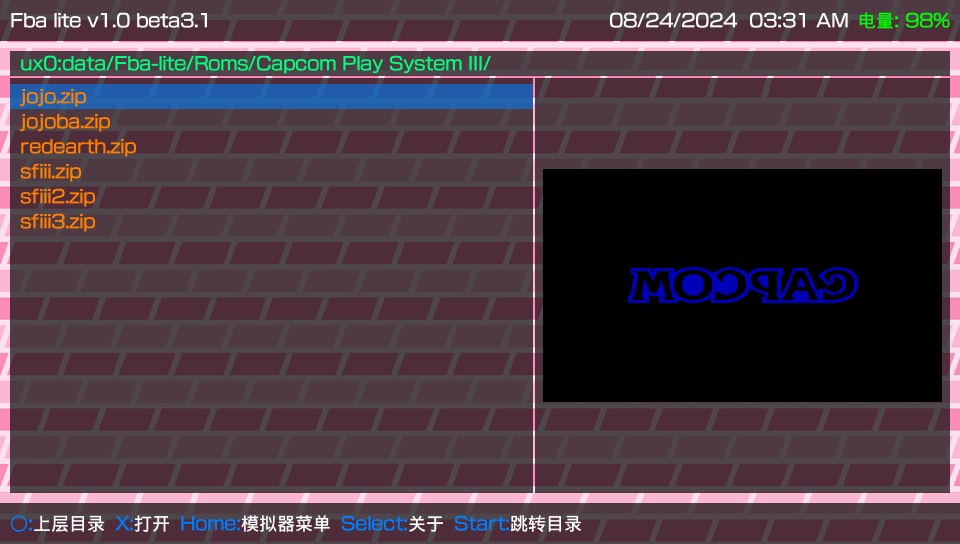 Fba lite v1.0 beta3.1 08/24/2024 03:31 AM 电量: 98%
ux0:data/Fba-lite/Roms/Capcom Play System III/
jojo.zip
jojoba.zip
redearth.zip
sfiii.zip
sfiii2.zip
sfiii3.zip
CAPCOM
○:上层目录 X:打开 Home:模拟器菜单 Select:关于 Start:跳转目录